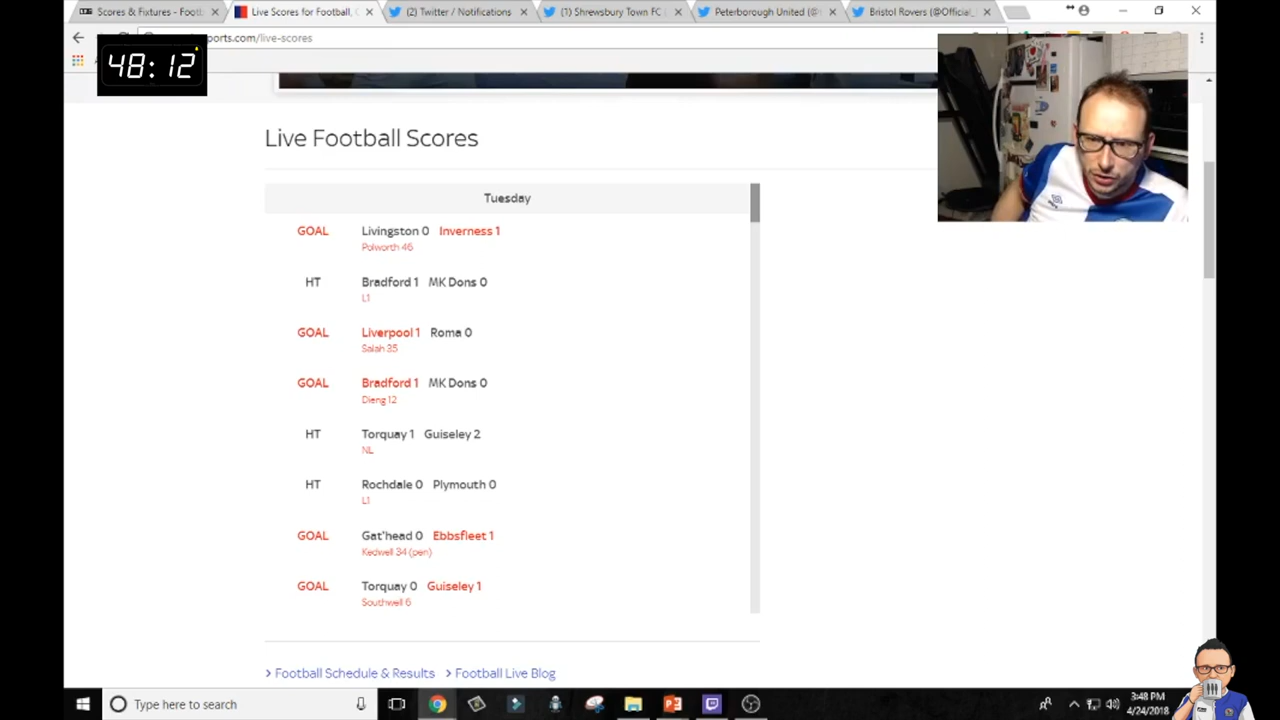 Scores & Fixtures - Footb
Live Scores for Football, C
(2) Twitter / Notifications
(1) Shrewsbury Town FC (
Peterborough United (@
Bristol Rovers (@Official_
ports.com/live-scores
48:12
Live Football Scores
Tuesday
GOAL Livingston 0 Inverness 1
Polworth 46
HT Bradford 1 MK Dons 0
L1
GOAL Liverpool 1 Roma 0
Salah 35
GOAL Bradford 1 MK Dons 0
Dieng 12
HT Torquay 1 Guiseley 2
NL
HT Rochdale 0 Plymouth 0
L1
GOAL Gat'head 0 Ebbsfleet 1
Kedwell 34 (pen)
GOAL Torquay 0 Guiseley 1
Southwell 6
Football Schedule & Results
Football Live Blog
Type here to search
3:48 PM
4/24/2018